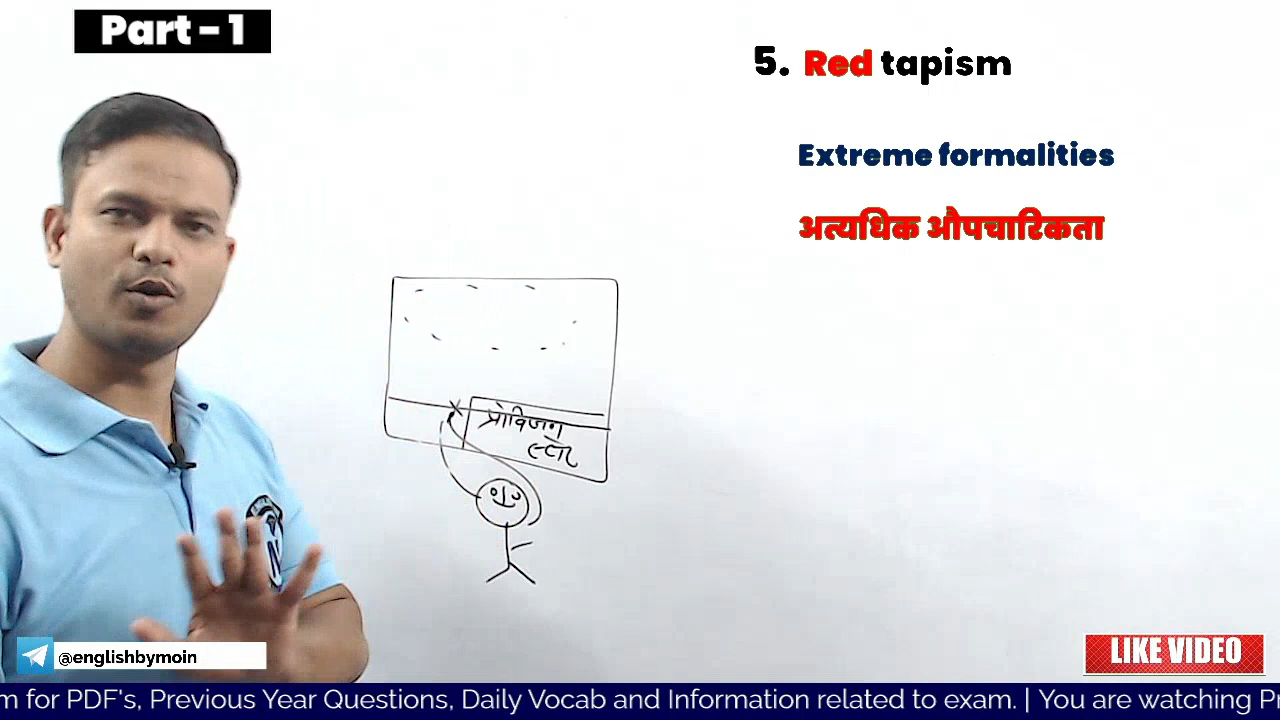 Part - 1
5. Red tapism
Extreme formalities
अत्यधिक औपचारिकता
प्रोविजन
स्टोर
@englishbymoin
LIKE VIDEO
m for PDF's, Previous Year Questions, Daily Vocab and Information related to exam. | You are watching Pr